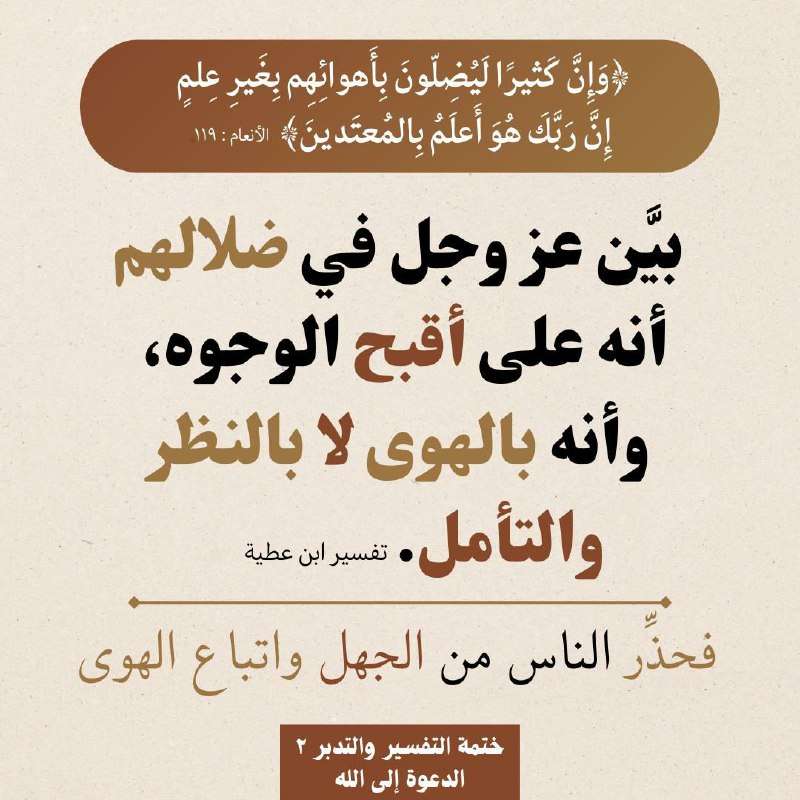 ﴿وَإِنَّ كَثيرًا لَيُضِلّونَ بِأَهوائِهِم بِغَيرِ عِلمٍ
إِنَّ رَبَّكَ هُوَ أَعلَمُ بِالمُعتَدينَ﴾ الأنعام : ١١٩
بيَّن عز وجل في ضلالهم
أنه على أقبح الوجوه،
وأنه بالهوى لا بالنظر
والتأمل. • تفسير ابن عطية
فحذِّر الناس من الجهل واتباع الهوى
ختمة التفسير والتدبر ٢
الدعوة إلى الله